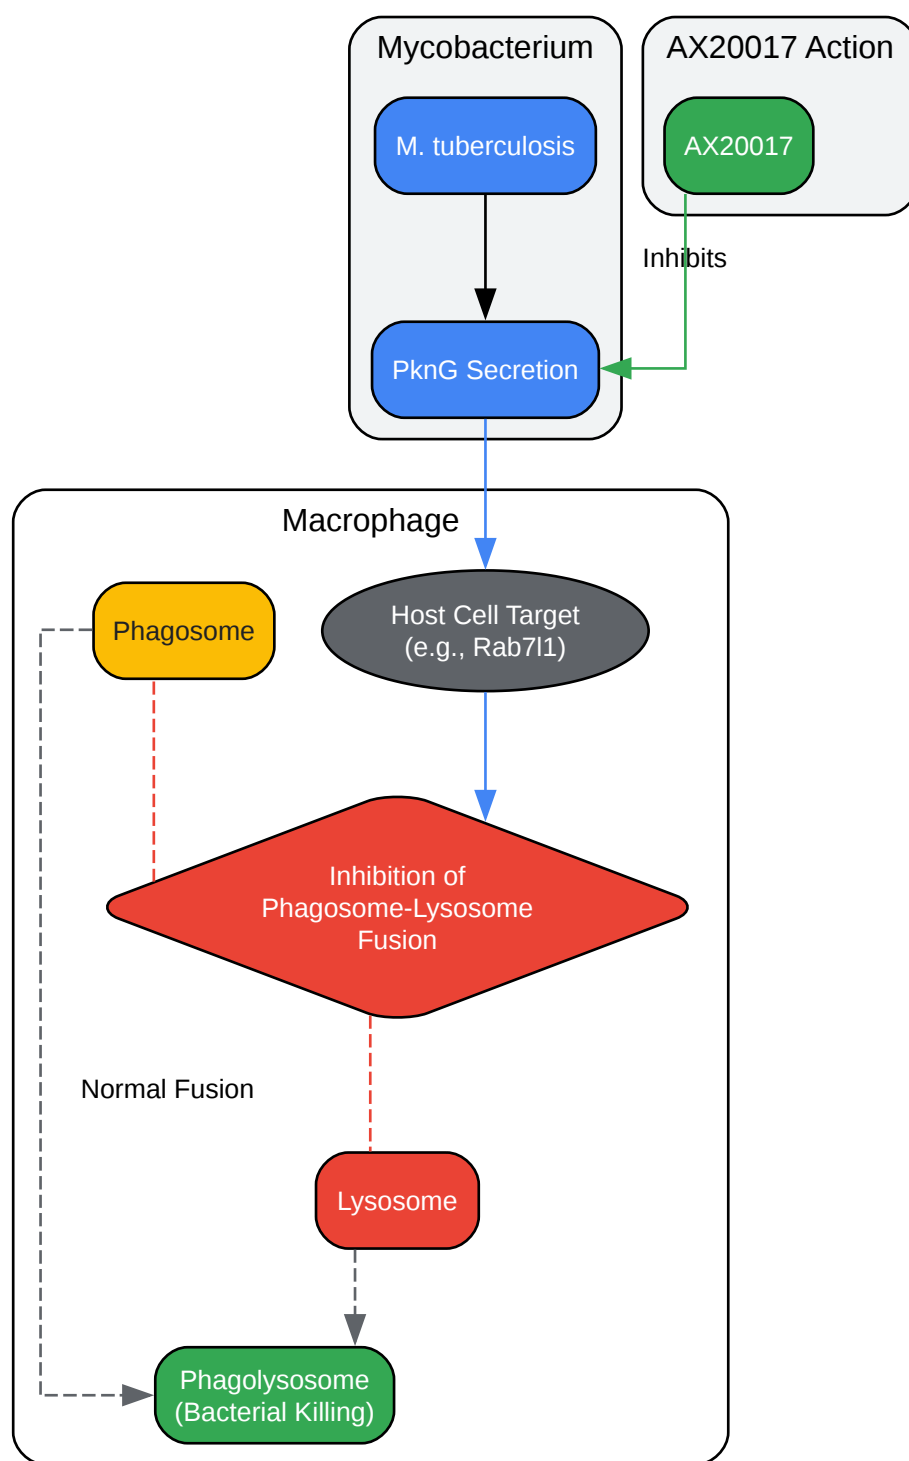 Mycobacterium
AX20017 Action
M. tuberculosis
AX20017
Inhibits
PknG Secretion
Macrophage
Phagosome
Host Cell Target
(e.g., Rab7l1)
Inhibition of
Phagosome-Lysosome
Fusion
Normal Fusion
Lysosome
Phagolysosome
(Bacterial Killing)